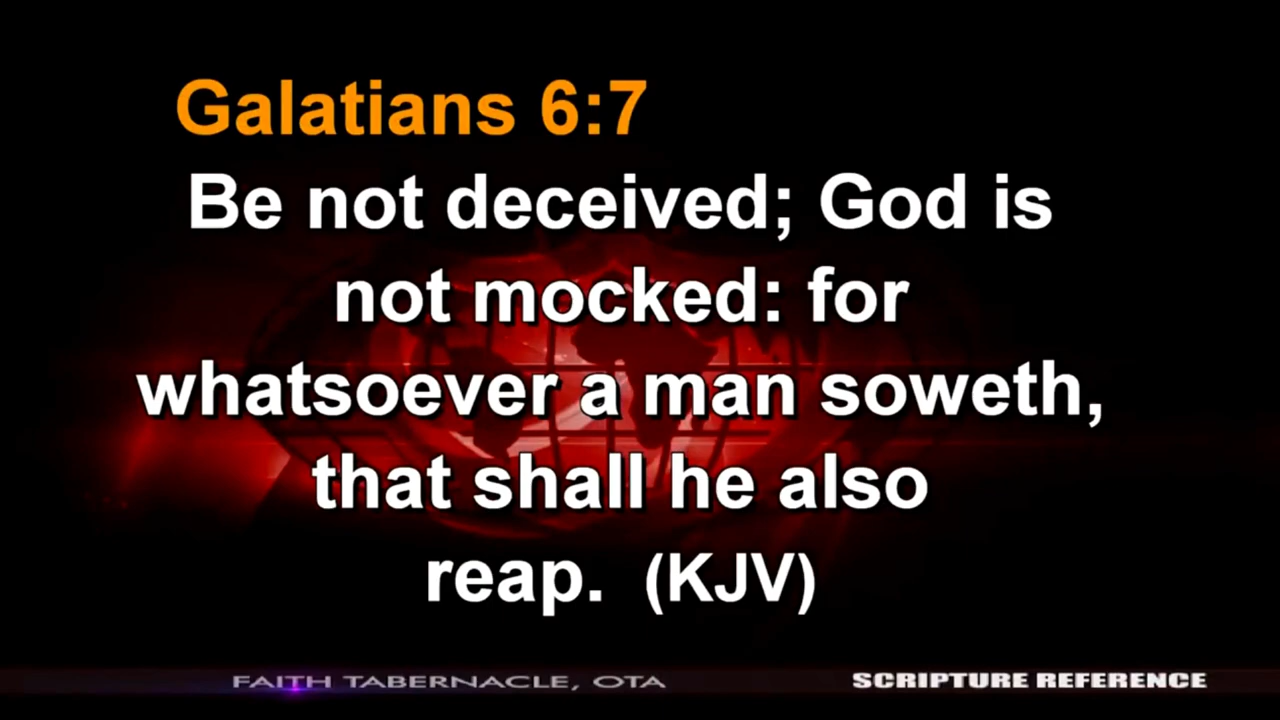 Galatians 6:7
Be not deceived; God is
not mocked: for
whatsoever a man soweth,
that shall he also
reap. (KJV)
FAITH TABERNACLE, OTA
SCRIPTURE REFERENCE